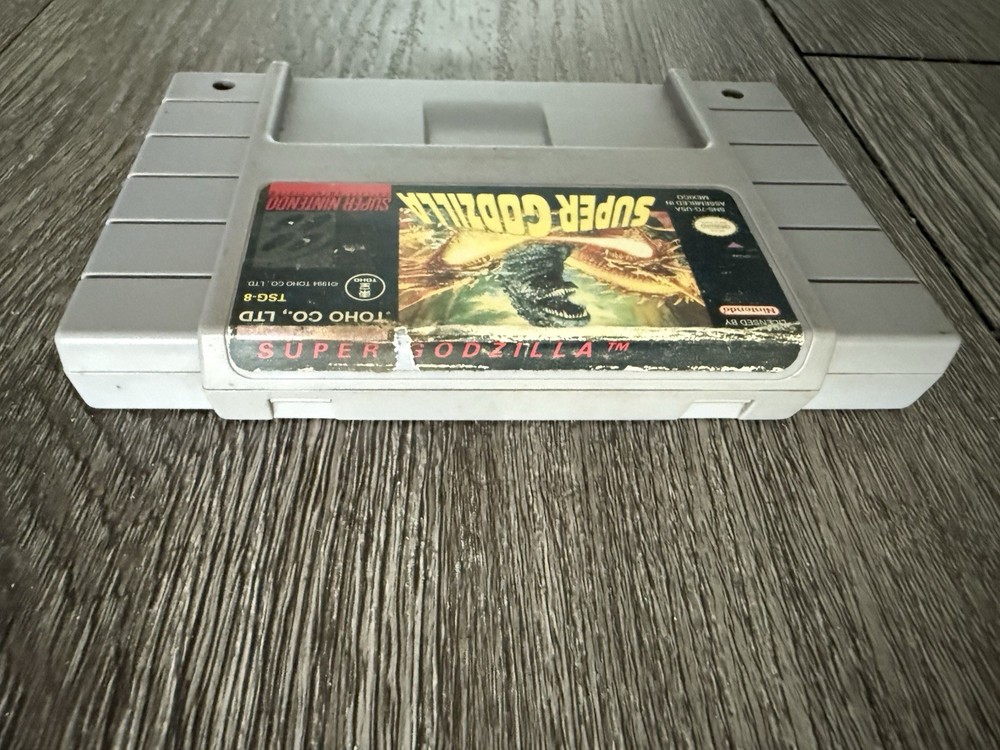 SUPER GODZILLA™
SUPER NINTENDO
SUPER GODZILLA
SNS-7G-USA
ASSEMBLED IN
MEXICO
©1994 TOHO CO., LTD.
TOHO
TSG-8
TOHO CO., LTD.
LICENSED BY
Nintendo